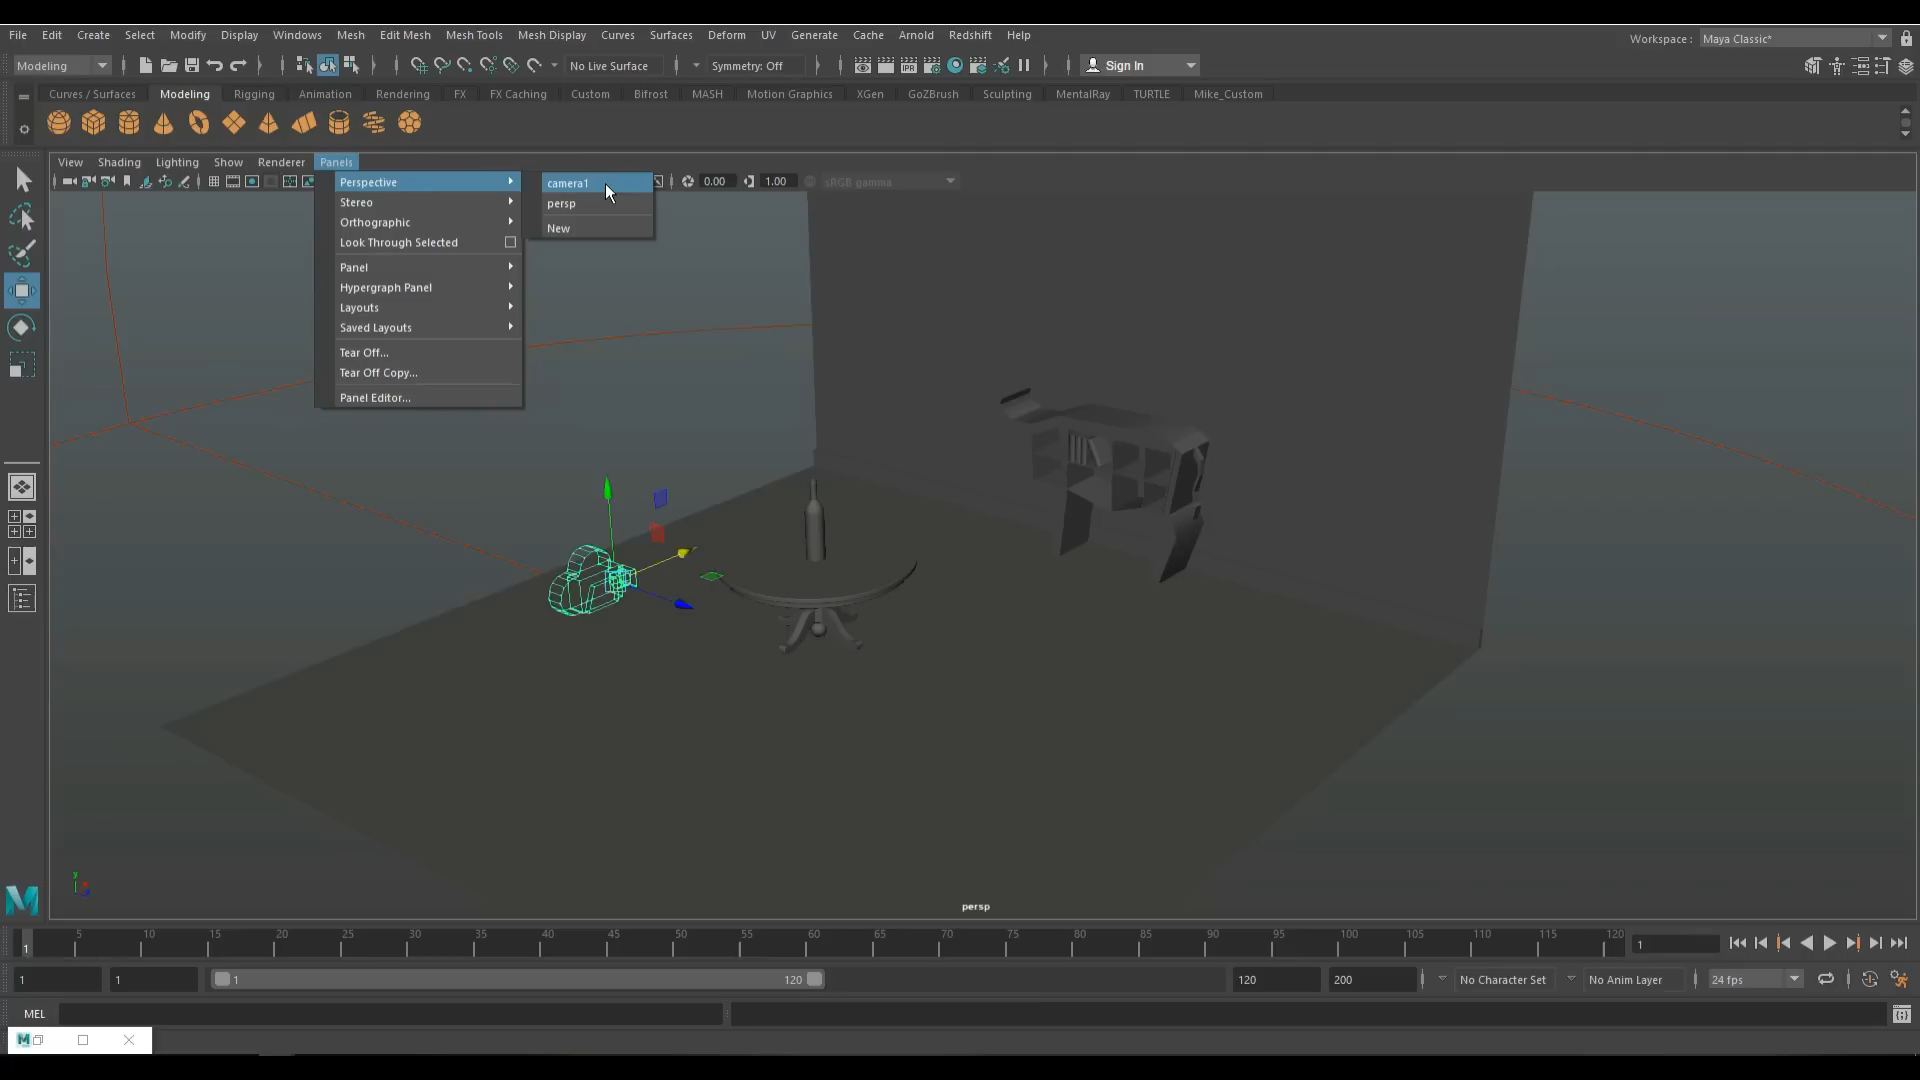 File Edit Create Select Modify Display Windows Mesh Edit Mesh Mesh Tools Mesh Display Curves Surfaces Deform UV Generate Cache Arnold Redshift Help Workspace : Maya Classic*
Modeling No Live Surface Symmetry: Off IPR Sign In
Curves / Surfaces Modeling Rigging Animation Rendering FX FX Caching Custom Bifrost MASH Motion Graphics XGen GoZBrush Sculpting MentalRay TURTLE Mike_Custom
View Shading Lighting Show Renderer Panels
0.00 1.00 sRGB gamma
Perspective
Stereo
Orthographic
Look Through Selected
Panel
Hypergraph Panel
Layouts
Saved Layouts
Tear Off...
Tear Off Copy...
Panel Editor...
camera1
persp
New
y
persp
1 5 10 15 20 25 30 35 40 45 50 55 60 65 70 75 80 85 90 95 100 105 110 115 120 1
1 1 1 120 120 200 No Character Set No Anim Layer 24 fps
MEL
M